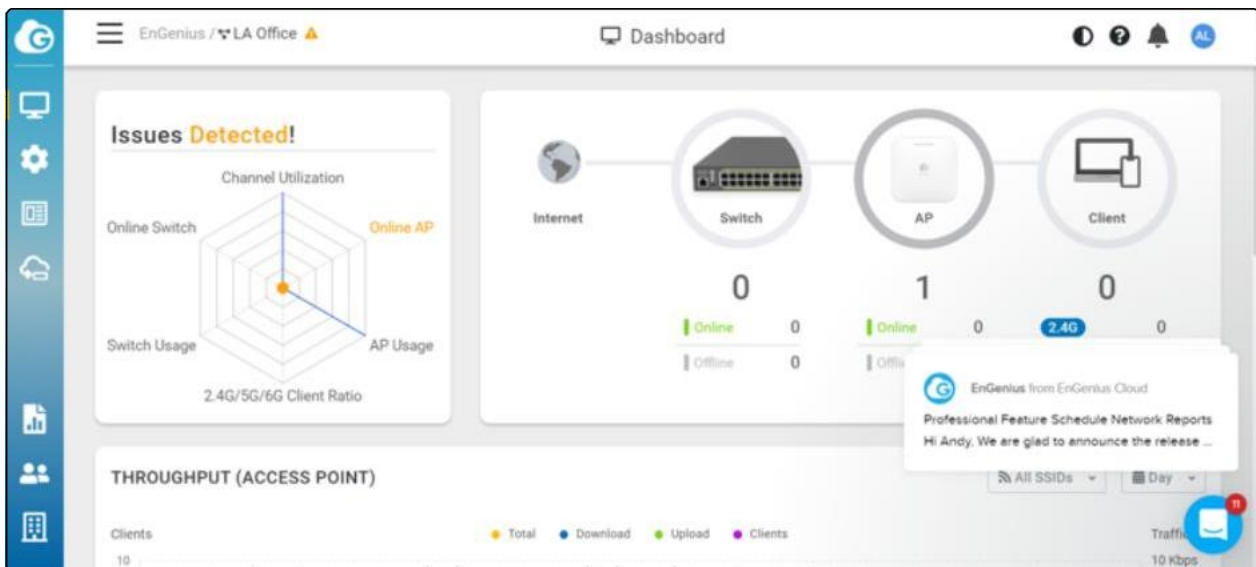 EnGenius / LA Office
Dashboard
AL
Issues Detected!
Channel Utilization
Online Switch
Online AP
Switch Usage
AP Usage
2.4G/5G/6G Client Ratio
Internet
Switch
AP
Client
0
1
0
Online 0
Online 0
2.4G 0
Offline 0
EnGenius from EnGenius Cloud
Professional Feature Schedule Network Reports
Hi Andy, We are glad to announce the release ...
THROUGHPUT (ACCESS POINT)
All SSIDs
Day
11
Clients
Total
Download
Upload
Clients
10
10 Kbps